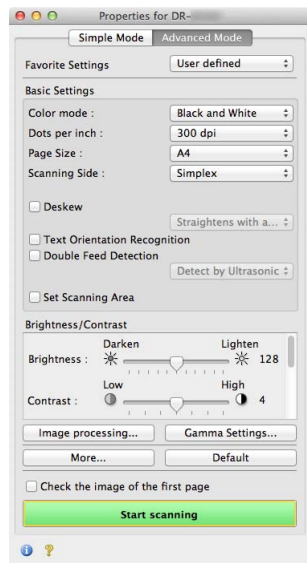 Properties for DR-
Simple Mode Advanced Mode
Favorite Settings User defined
Basic Settings
Color mode : Black and White
Dots per inch : 300 dpi
Page Size : A4
Scanning Side : Simplex
Deskew
Straightens with a...
Text Orientation Recognition
Double Feed Detection
Detect by Ultrasonic
Set Scanning Area
Brightness/Contrast
Darken Lighten
Brightness : 128
Low High
Contrast : 4
Image processing... Gamma Settings...
More... Default
Check the image of the first page
Start scanning